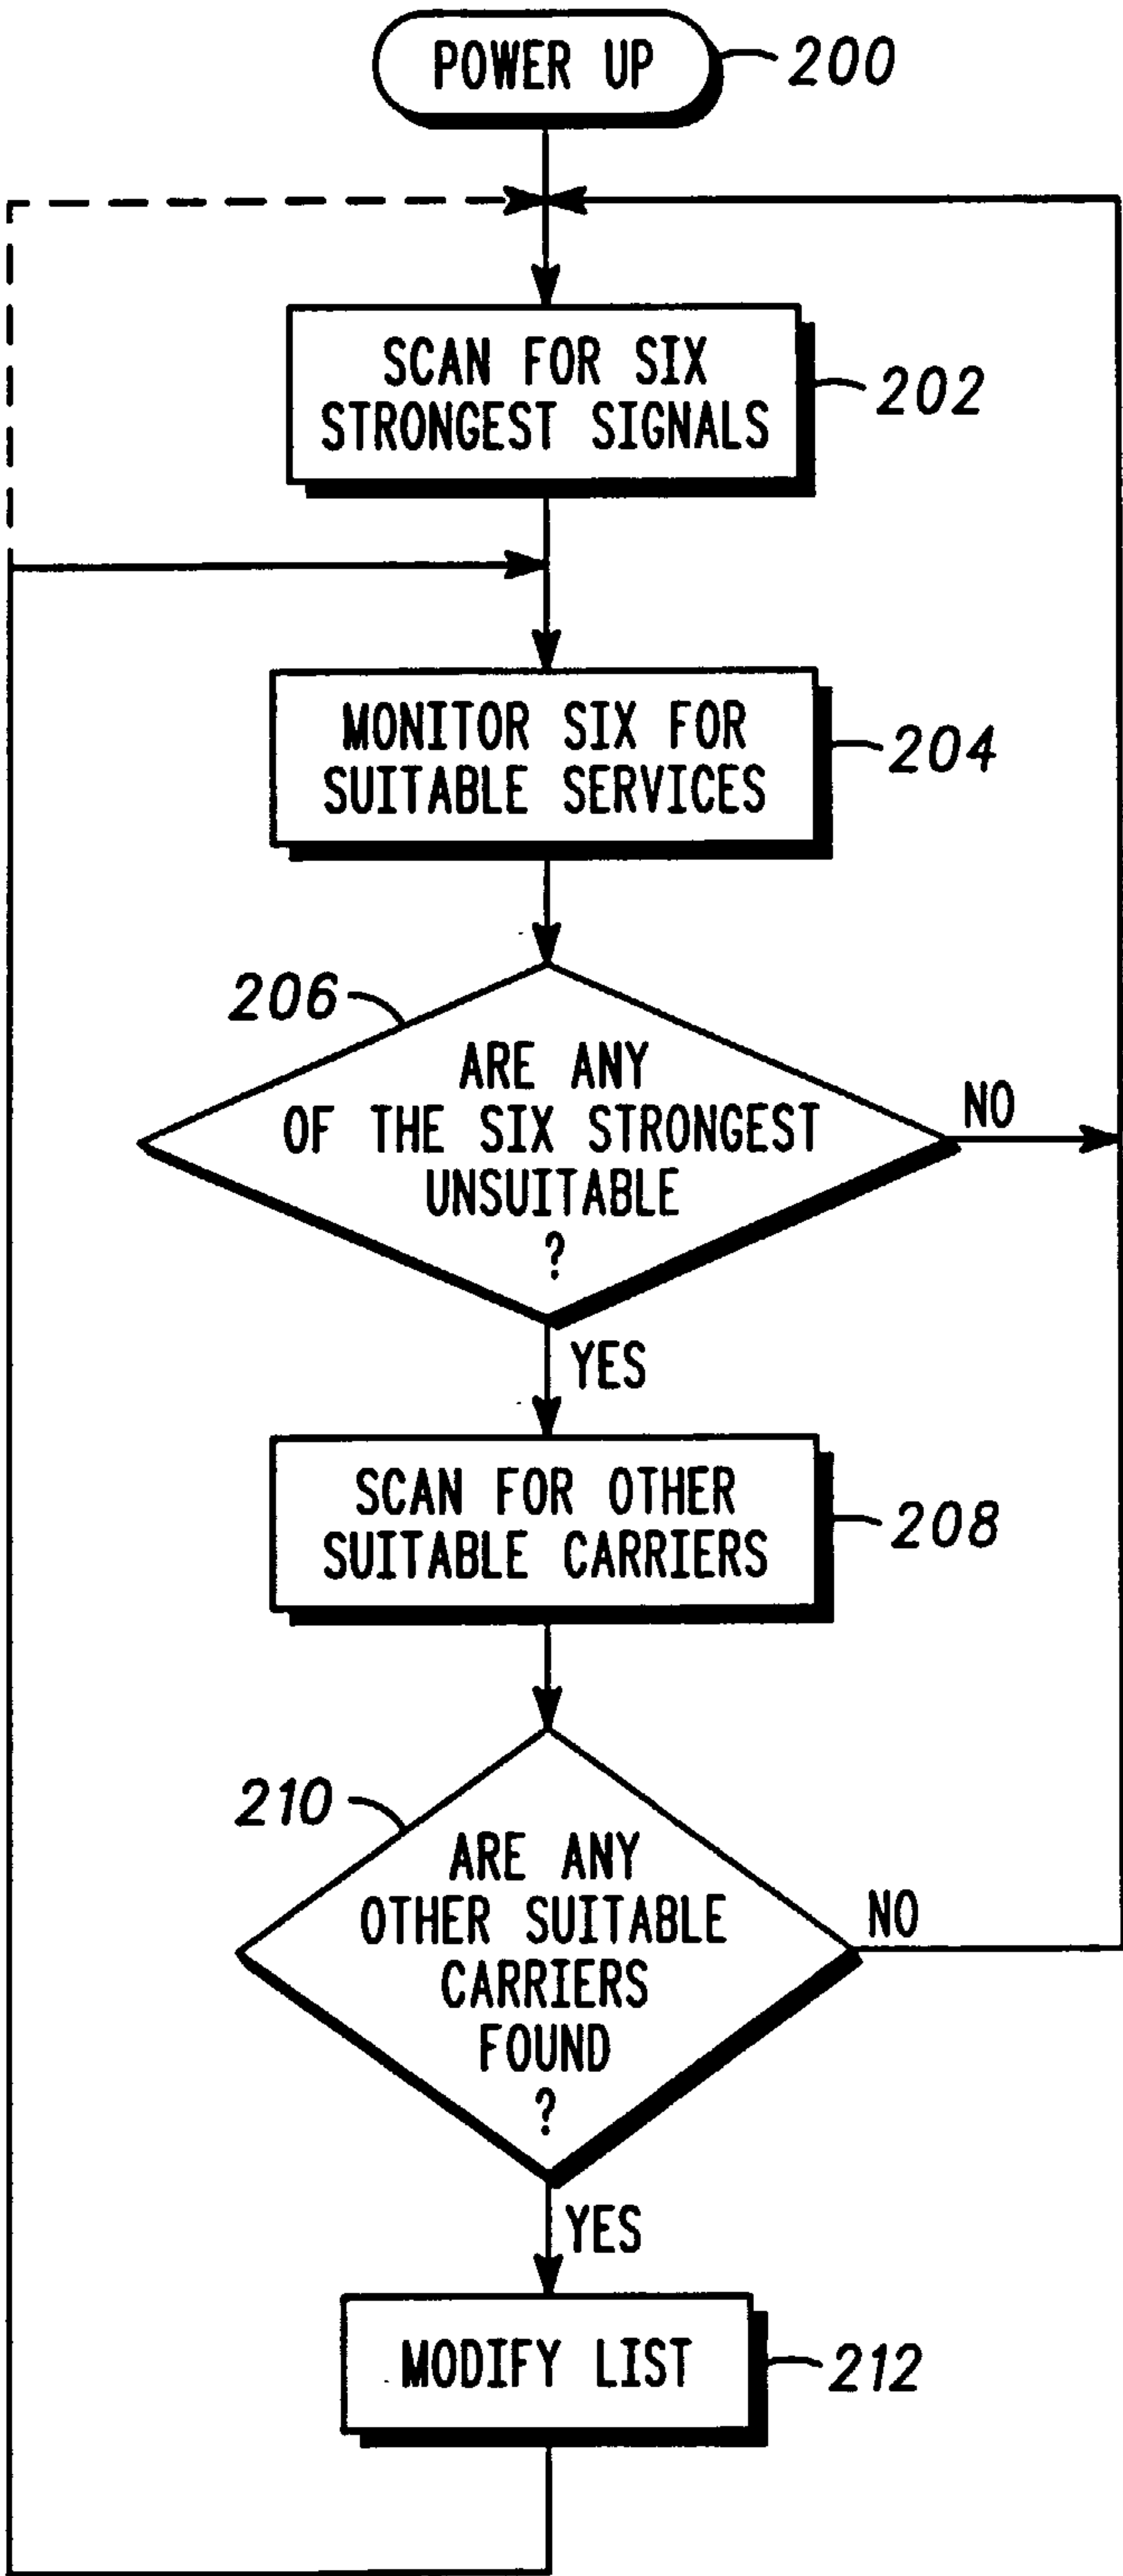 POWER UP
200
SCAN FOR SIX
STRONGEST SIGNALS
202
MONITOR SIX FOR
SUITABLE SERVICES
204
206
ARE ANY
OF THE SIX STRONGEST
UNSUITABLE
?
NO
YES
SCAN FOR OTHER
SUITABLE CARRIERS
208
210
ARE ANY
OTHER SUITABLE
CARRIERS
FOUND
?
NO
YES
MODIFY LIST
212